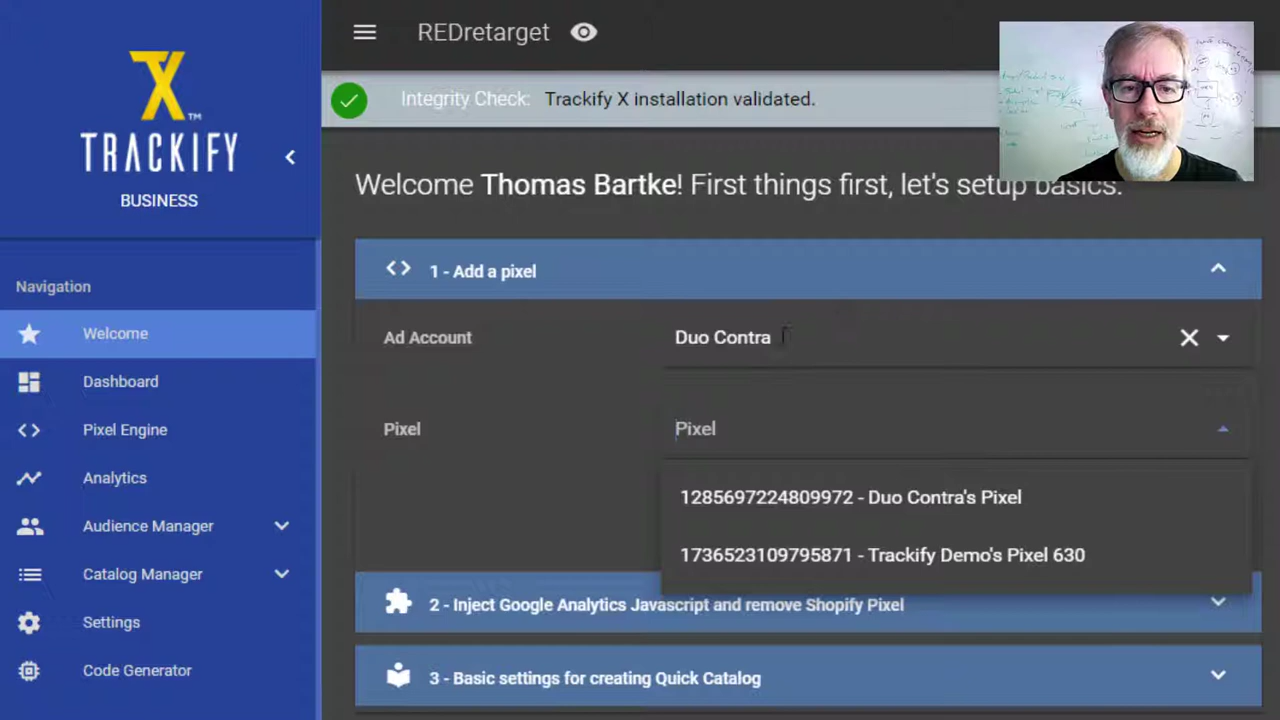 REDretarget
TRACKIFY
TM
BUSINESS
Integrity Check: Trackify X installation validated.
Welcome Thomas Bartke! First things first, let's setup basics.
Navigation
Welcome
Dashboard
Pixel Engine
Analytics
Audience Manager
Catalog Manager
Settings
Code Generator
1 - Add a pixel
Ad Account
Duo Contra
Pixel
Pixel
1285697224809972 - Duo Contra's Pixel
1736523109795871 - Trackify Demo's Pixel 630
2 - Inject Google Analytics Javascript and remove Shopify Pixel
3 - Basic settings for creating Quick Catalog